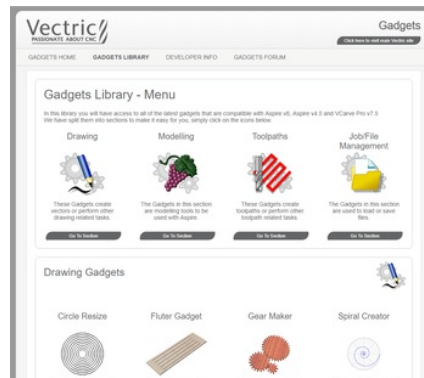 Vectric
PASSIONATE ABOUT CNC
Gadgets
Click here to visit main Vectric site
GADGETS HOME GADGETS LIBRARY DEVELOPER INFO GADGETS FORUM
Gadgets Library - Menu
In this library you will have access to all of the latest gadgets that are compatible with Aspire v8, Aspire v4.5 and VCarve Pro v7.5
We have split them into sections to make it easy for you, simply click on the icons below.
Drawing
These Gadgets create
vectors or perform other
drawing related tasks.
Go To Section
Modelling
The Gadgets in this section
are modelling tools to be
used with Aspire
Go To Section
Toolpaths
These Gadgets create
toolpaths or perform other
toolpath related tasks.
Go To Section
Job/File
Management
The Gadgets in this section
are used to load or save
files.
Go To Section
Drawing Gadgets
Circle Resize
Fluter Gadget
Gear Maker
Spiral Creator